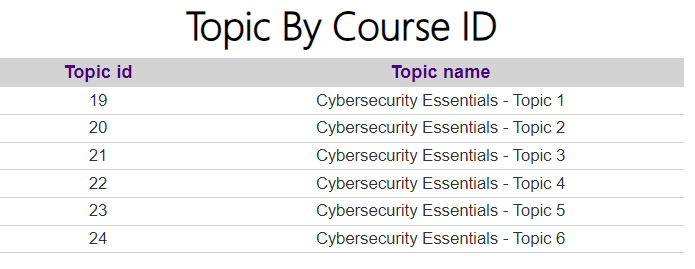 Topic By Course ID
Topic id Topic name
19 Cybersecurity Essentials - Topic 1
20 Cybersecurity Essentials - Topic 2
21 Cybersecurity Essentials - Topic 3
22 Cybersecurity Essentials - Topic 4
23 Cybersecurity Essentials - Topic 5
24 Cybersecurity Essentials - Topic 6